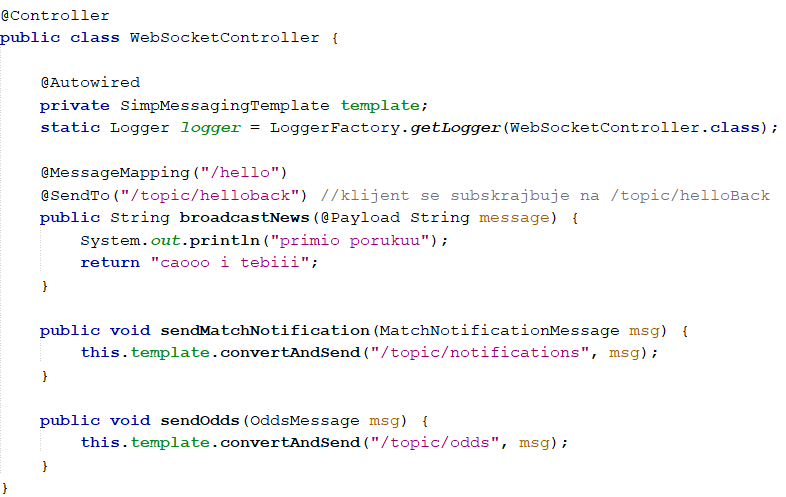 @Controller
public class WebSocketController {
@Autowired
private SimpMessagingTemplate template;
static Logger logger = LoggerFactory.getLogger(WebSocketController.class);
@MessageMapping("/hello")
@SendTo("/topic/helloback") //klijent se subskrajbuje na /topic/helloBack
public String broadcastNews(@Payload String message) {
System.out.println("primio porukuu");
return "caooo i tebiii";
}
public void sendMatchNotification(MatchNotificationMessage msg) {
this.template.convertAndSend("/topic/notifications", msg);
}
public void sendOdds(OddsMessage msg) {
this.template.convertAndSend("/topic/odds", msg);
}
}